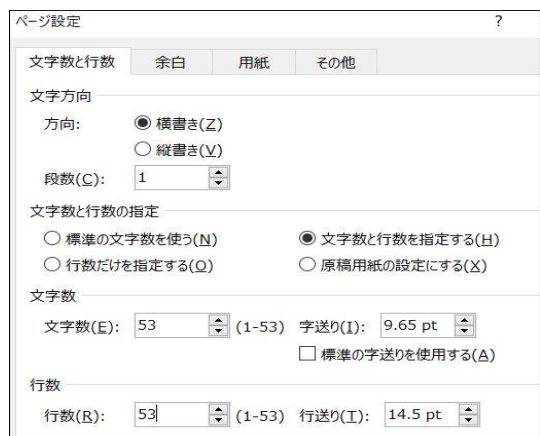 ページ設定 ?
文字数と行数 余白 用紙 その他
文字方向
方向: 横書き(Z)
縦書き(V)
段数(C): 1
文字数と行数の指定
標準の文字数を使う(N) 文字数と行数を指定する(H)
行数だけを指定する(O) 原稿用紙の設定にする(X)
文字数
文字数(E): 53 (1-53) 字送り(I): 9.65 pt
標準の字送りを使用する(A)
行数
行数(R): 53 (1-53) 行送り(T): 14.5 pt